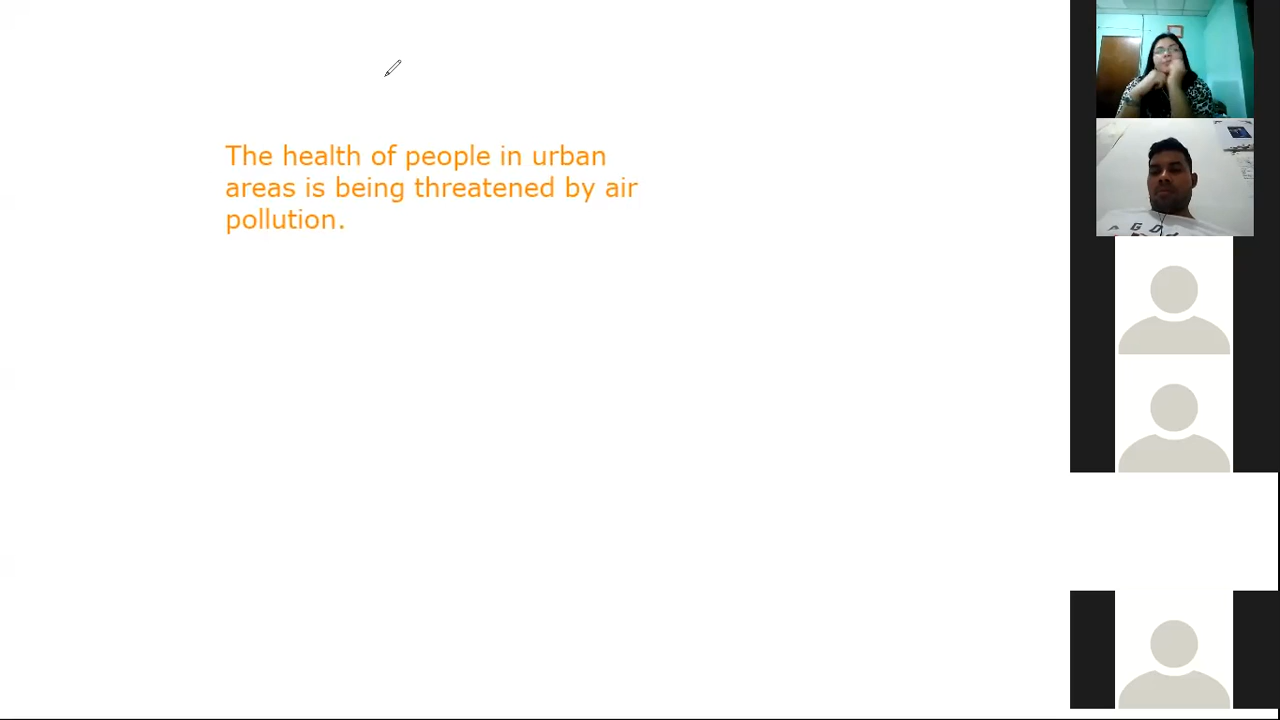 The health of people in urban
areas is being threatened by air
pollution.